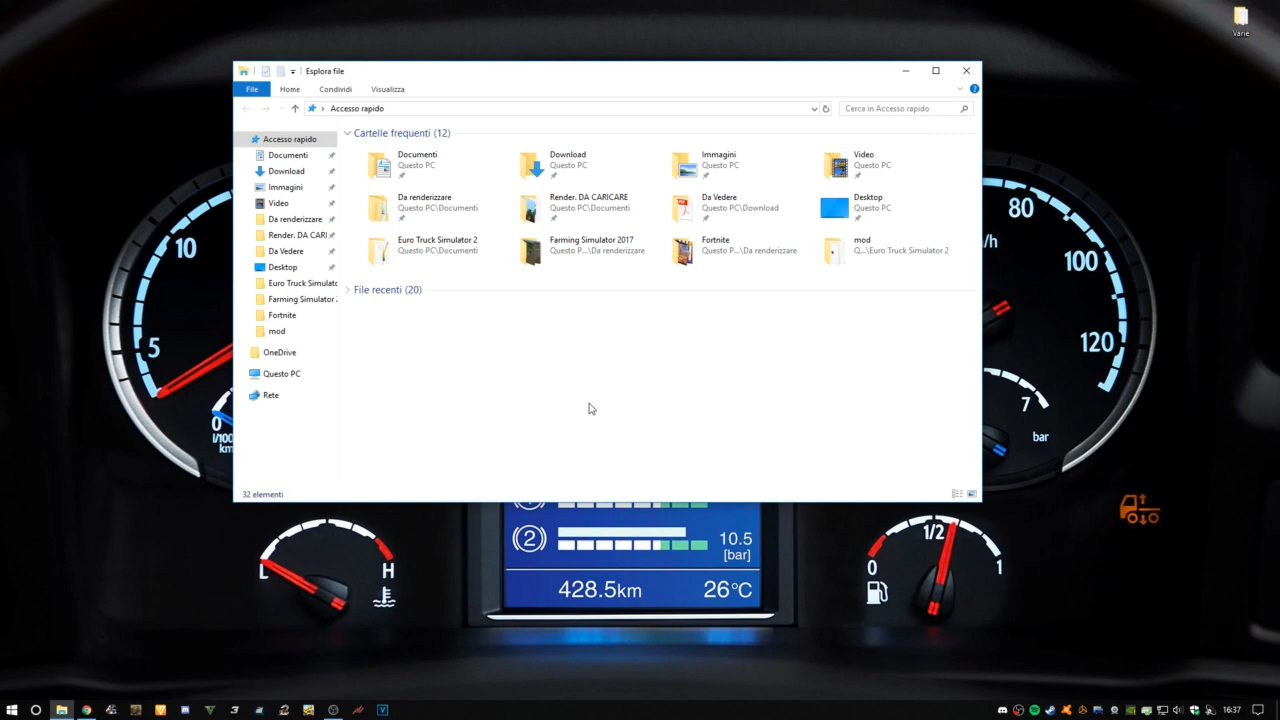 Varie
Esplora file
File
Home
Condividi
Visualizza
Accesso rapido
Cerca in Accesso rapido
Accesso rapido
Documenti
Download
Immagini
Video
Da renderizzare
Render. DA CARI
Da Vedere
Desktop
Euro Truck Simulato
Farming Simulator 2
Fortnite
mod
OneDrive
Questo PC
Rete
Cartelle frequenti (12)
Documenti
Questo PC
Download
Questo PC
Immagini
Questo PC
Video
Questo PC
Da renderizzare
Questo PC\Documenti
Render. DA CARICARE
Questo PC\Documenti
Da Vedere
Questo PC\Download
Desktop
Questo PC
Euro Truck Simulator 2
Questo PC\Documenti
Farming Simulator 2017
Questo P...\Da renderizzare
Fortnite
Questo P...\Da renderizzare
mod
Q...\Euro Truck Simulator 2
File recenti (20)
32 elementi
10
5
0
l/100
km
80
/h
100
120
7
bar
2
10.5
[bar]
428.5km
26°C
L
H
0
1/2
1
16:37